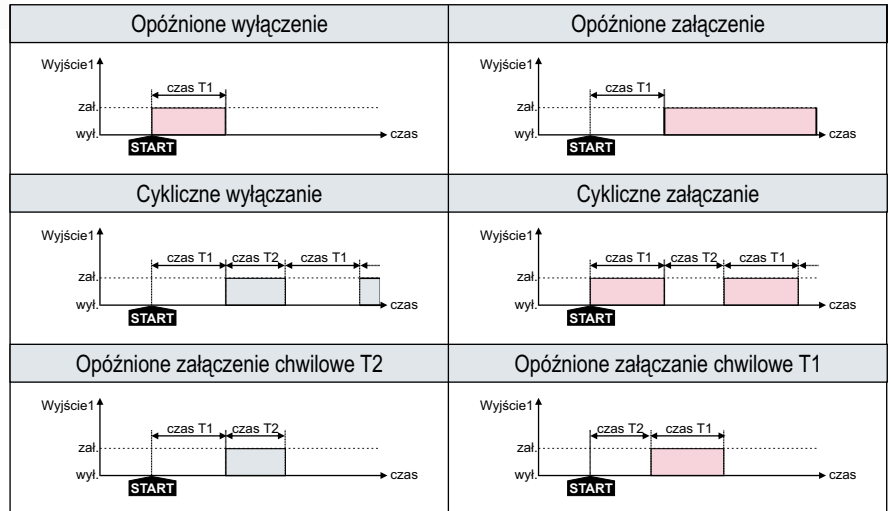 Opóźnione wyłączenie
Wyjście1
czas T1
zał.
wył.
czas
START
Opóźnione załączenie
Wyjście1
czas T1
zał.
wył.
czas
START
Cykliczne wyłączanie
Wyjście1
czas T1 czas T2 czas T1
zał.
wył.
czas
START
Cykliczne załączanie
Wyjście1
czas T1 czas T2 czas T1
zał.
wył.
czas
START
Opóźnione załączenie chwilowe T2
Wyjście1
czas T1 czas T2
zał.
wył.
czas
START
Opóźnione załączanie chwilowe T1
Wyjście1
czas T2 czas T1
zał.
wył.
czas
START